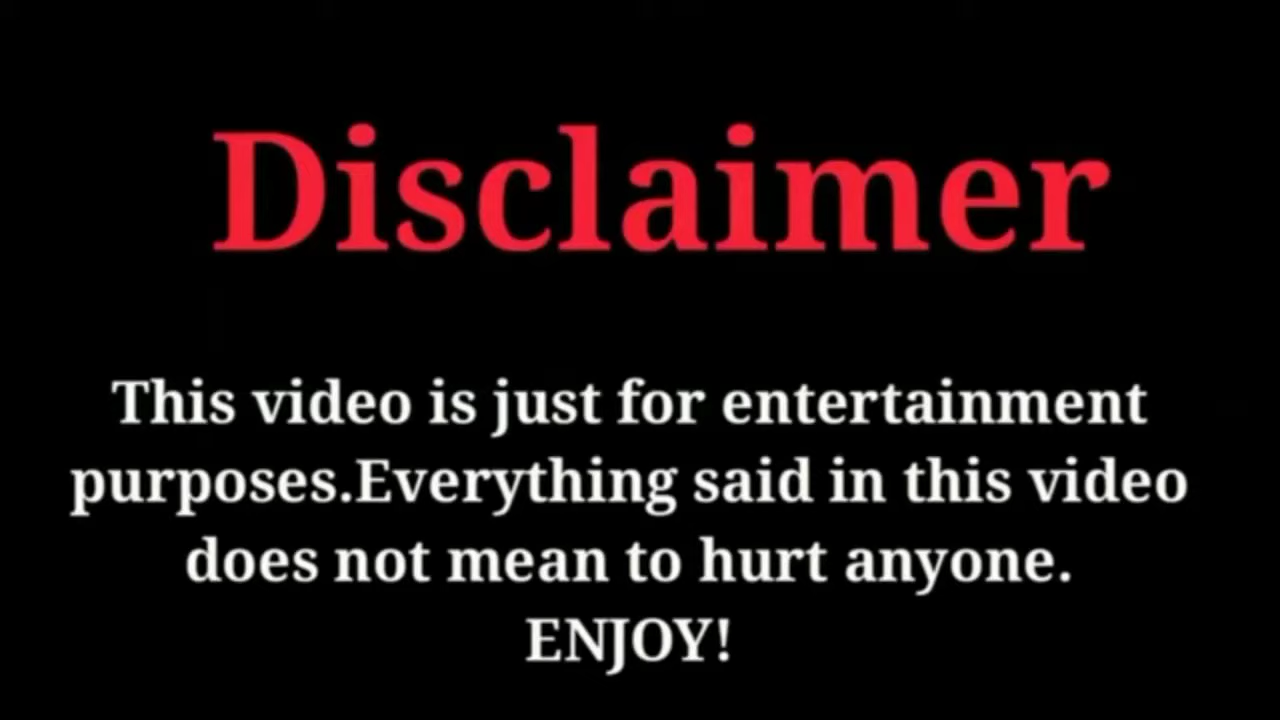 Disclaimer
This video is just for entertainment
purposes.Everything said in this video
does not mean to hurt anyone.
ENJOY!